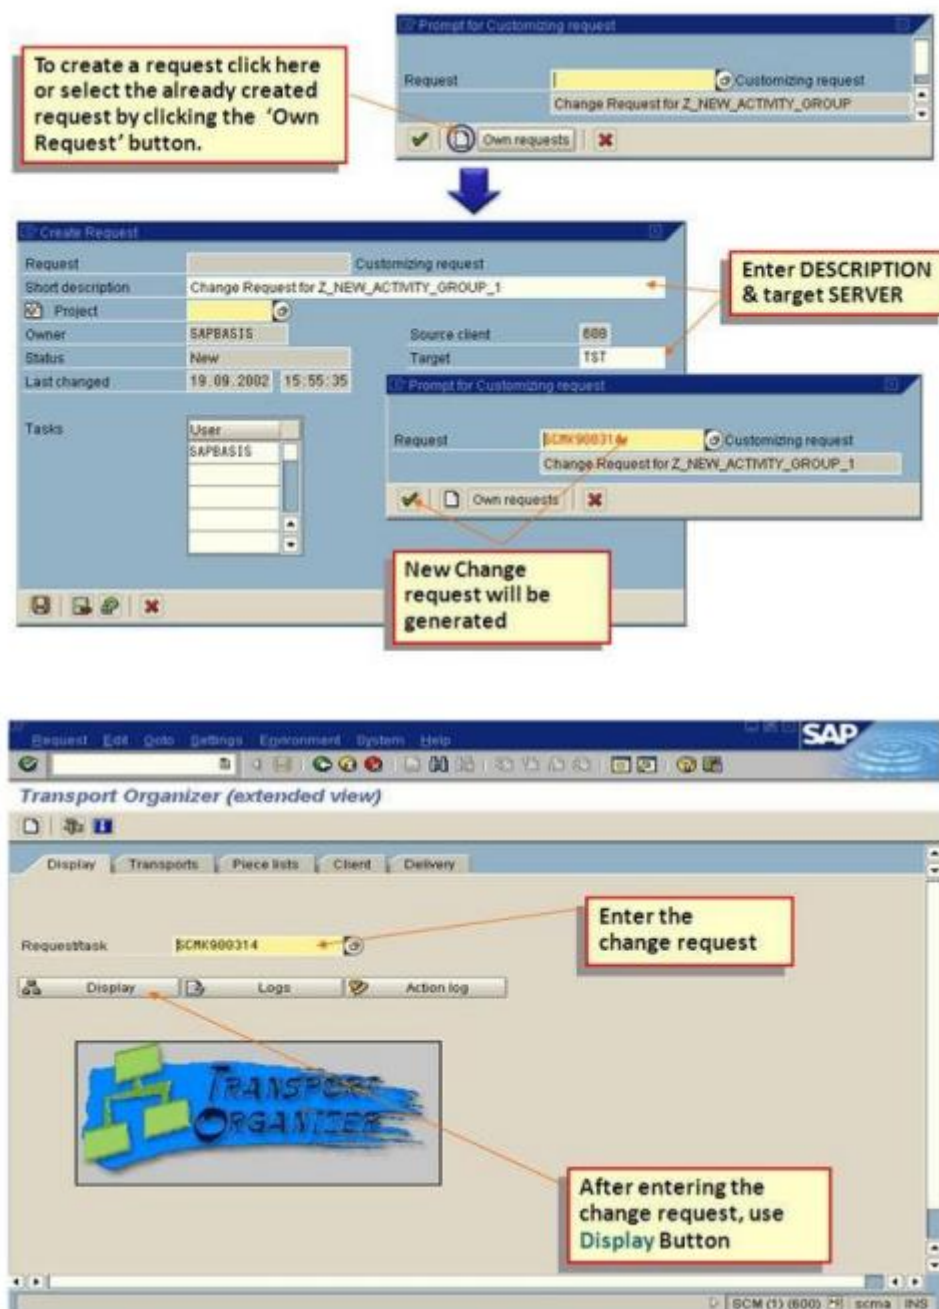 Prompt for Customizing request
To create a request click here
or select the already created
request by clicking the 'Own
Request' button.
Request
Customizing request
Change Request for Z_NEW_ACTIVITY_GROUP
Own requests
Create Request
Request
Customizing request
Short description
Change Request for Z_NEW_ACTIVITY_GROUP_1
Project
Owner
SAPBASIS
Source client
600
Status
New
Target
TST
Last changed
19.09.2002
15:55:35
Enter DESCRIPTION
& target SERVER
Tasks
User
SAPBASIS
Prompt for Customizing request
Request
SCMK900314
Customizing request
Change Request for Z_NEW_ACTIVITY_GROUP_1
Own requests
New Change
request will be
generated
Request Edit Goto Settings Environment System Help
SAP
Transport Organizer (extended view)
Display
Transports
Piece lists
Client
Delivery
Enter the
change request
Request/task
SCMK900314
Display
Logs
Action log
TRANSPORT
ORGANIZER
After entering the
change request, use
Display Button
SCM (1) (600)
scma
INS